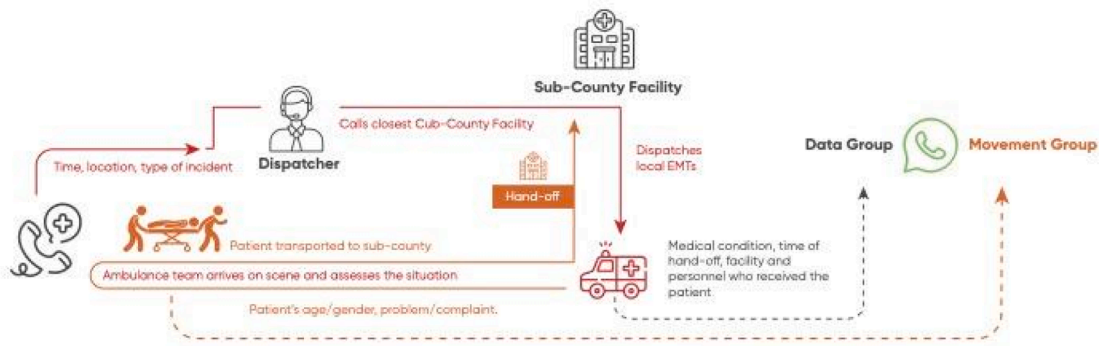 Sub-County Facility
Calls closest Cub-County Facility
Dispatcher
Time, location, type of incident
Dispatches
local EMTs
Data Group
Movement Group
Hand-off
Patient transported to sub-county
Ambulance team arrives on scene and assesses the situation
Medical condition, time of
hand-off, facility and
personnel who received the
patient
Patient's age/gender, problem/complaint.